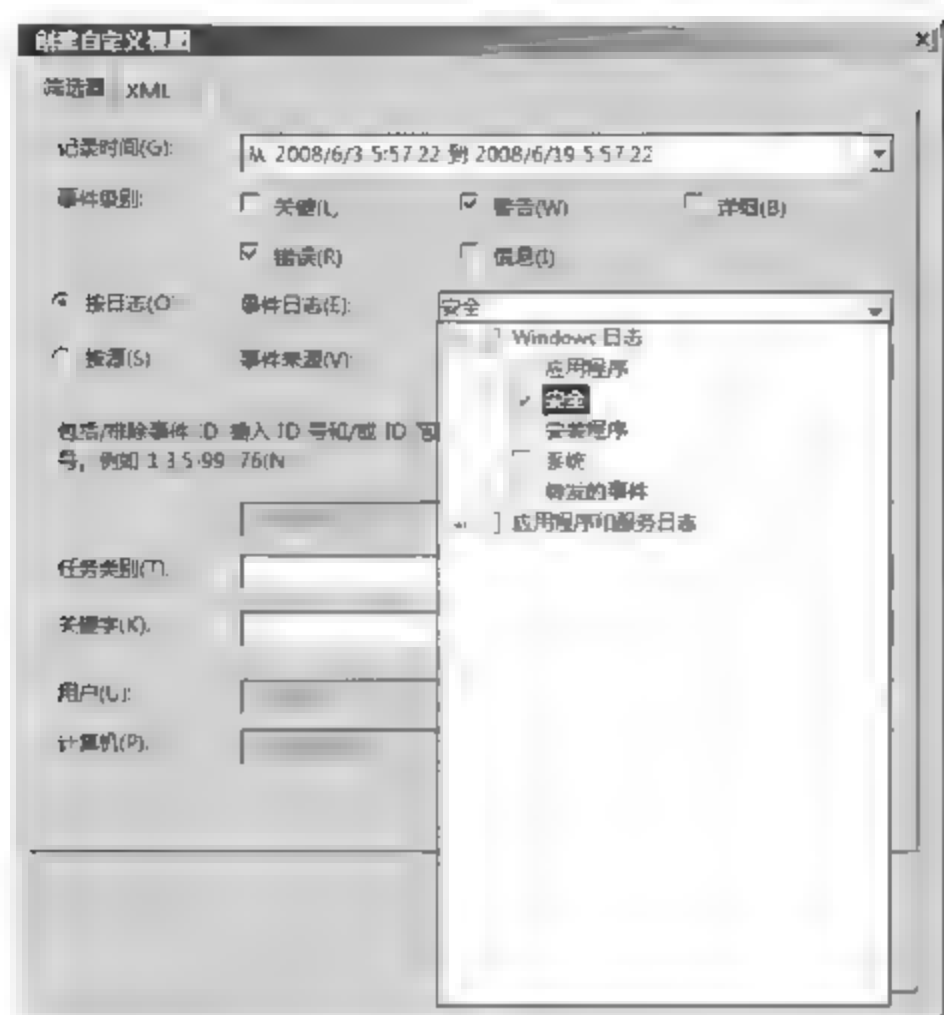 创建自定义视图
筛选器 XML
记录时间(G): 从 2008/6/3 5:57:22 到 2008/6/19 5:57:22
事件级别: 关键(L) 警告(W) 详细(B)
错误(R) 信息(I)
按日志(O) 事件日志(E): 安全
按源(S) 事件来源(V):
Windows 日志
应用程序
安全
安装程序
系统
转发的事件
应用程序和服务日志
包括/排除事件 ID 输入 ID 号和/或 ID
号，例如 1 3 5-99 -76(N
任务类别(T).
关键字(K).
用户(U):
计算机(P).